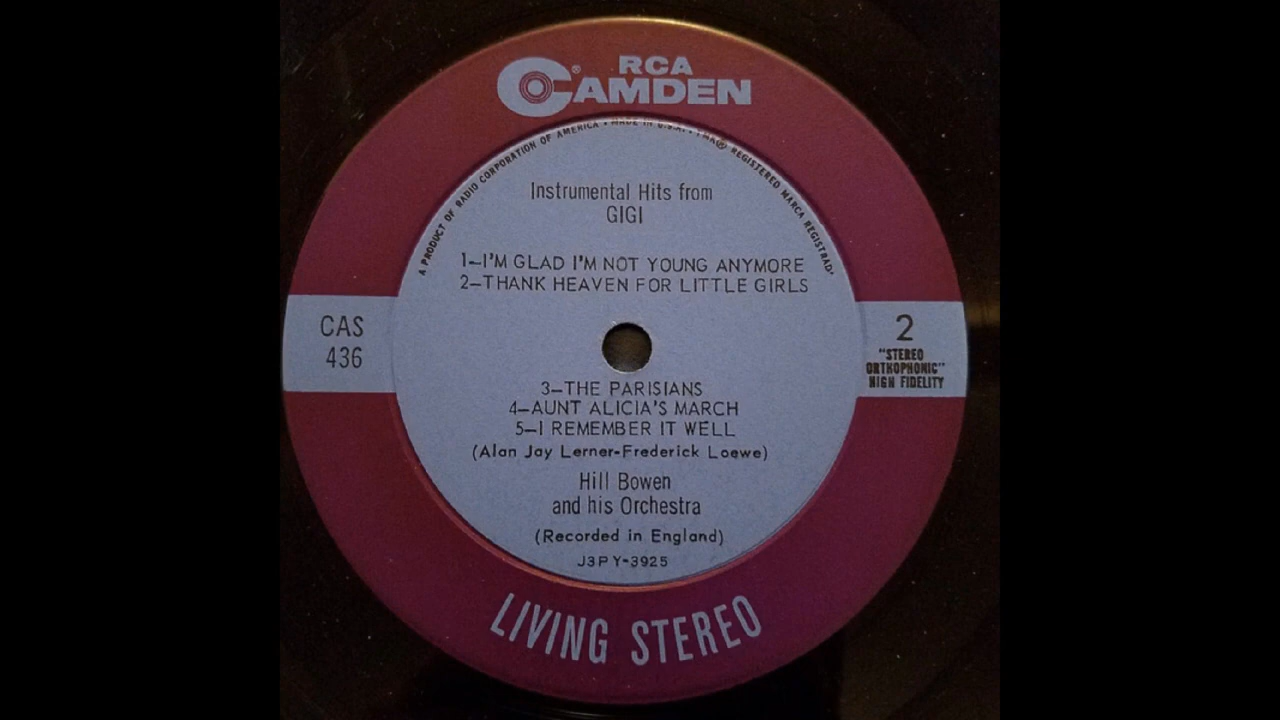 RCA
CAMDEN®
A PRODUCT OF RADIO CORPORATION OF AMERICA • MADE IN U.S.A. • TMK® REGISTERED MARCA REGISTRAD
Instrumental Hits from
GIGI
1–I'M GLAD I'M NOT YOUNG ANYMORE
2–THANK HEAVEN FOR LITTLE GIRLS
CAS
436
2
"STEREO
ORTHOPHONIC"
HIGH FIDELITY
3–THE PARISIANS
4–AUNT ALICIA'S MARCH
5–I REMEMBER IT WELL
(Alan Jay Lerner-Frederick Loewe)
Hill Bowen
and his Orchestra
(Recorded in England)
J3PY-3925
LIVING STEREO